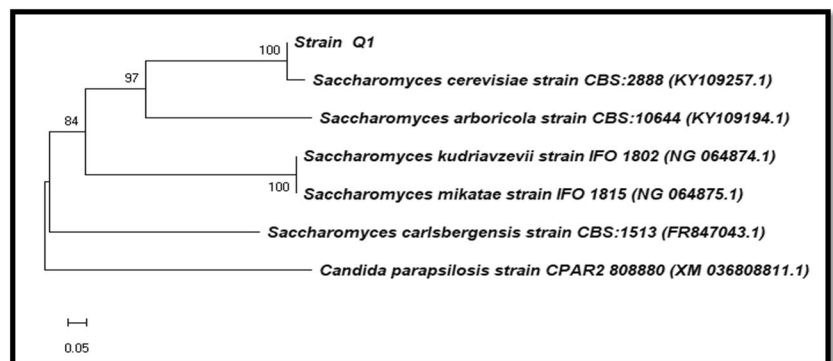 100
Strain Q1
Saccharomyces cerevisiae strain CBS:2888 (KY109257.1)
97
Saccharomyces arboricola strain CBS:10644 (KY109194.1)
84
Saccharomyces kudriavzevii strain IFO 1802 (NG 064874.1)
100
Saccharomyces mikatae strain IFO 1815 (NG 064875.1)
Saccharomyces carlsbergensis strain CBS:1513 (FR847043.1)
Candida parapsilosis strain CPAR2 808880 (XM 036808811.1)
0.05